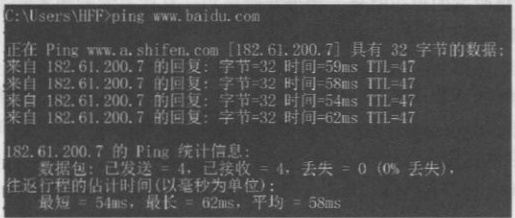 C:\Users\HFF>ping www.baidu.com
正在 Ping www.a.shifen.com [182.61.200.7] 具有 32 字节的数据:
来自 182.61.200.7 的回复: 字节=32 时间=59ms TTL=47
来自 182.61.200.7 的回复: 字节=32 时间=58ms TTL=47
来自 182.61.200.7 的回复: 字节=32 时间=54ms TTL=47
来自 182.61.200.7 的回复: 字节=32 时间=62ms TTL=47
182.61.200.7 的 Ping 统计信息:
数据包: 已发送 = 4, 已接收 = 4, 丢失 = 0 (0% 丢失),
往返行程的估计时间(以毫秒为单位):
最短 = 54ms, 最长 = 62ms, 平均 = 58ms